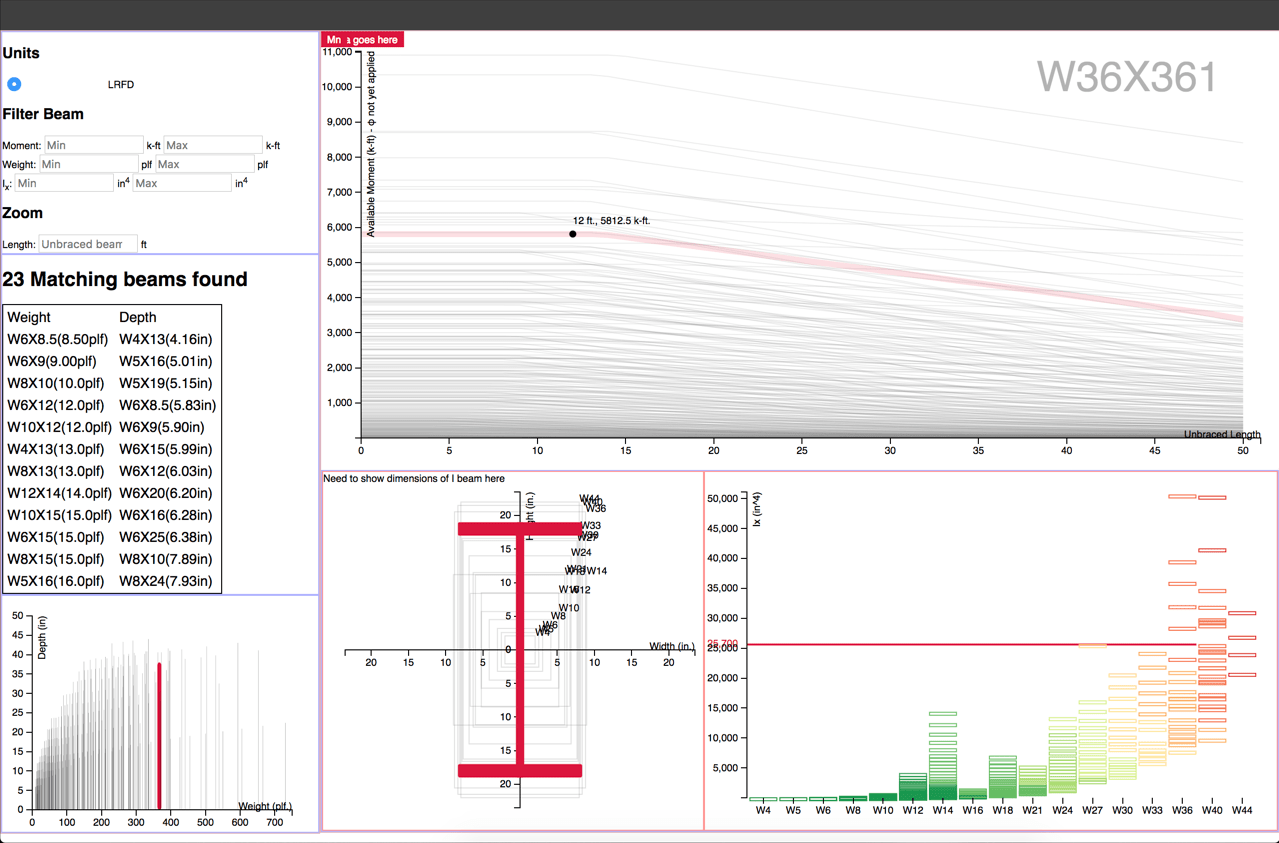 Units
LRFD
Filter Beam
Moment: Min k-ft Max k-ft
Weight: Min plf Max plf
Ix: Min in4 Max in4
Zoom
Length: Unbraced beam ft
23 Matching beams found
Weight Depth
W6X8.5(8.50plf) W4X13(4.16in)
W6X9(9.00plf) W5X16(5.01in)
W8X10(10.0plf) W5X19(5.15in)
W6X12(12.0plf) W6X8.5(5.83in)
W10X12(12.0plf) W6X9(5.90in)
W4X13(13.0plf) W6X15(5.99in)
W8X13(13.0plf) W6X12(6.03in)
W12X14(14.0plf) W6X20(6.20in)
W10X15(15.0plf) W6X16(6.28in)
W6X15(15.0plf) W6X25(6.38in)
W8X15(15.0plf) W8X10(7.89in)
W5X16(16.0plf) W8X24(7.93in)
Depth (in)
50
45
40
35
30
25
20
15
10
5
0
Weight (plf.)
0 100 200 300 400 500 600 700
Mn goes here
W36X361
Available Moment (k-ft) - φ not yet applied
11,000
10,000
9,000
8,000
7,000
6,000
5,000
4,000
3,000
2,000
1,000
12 ft., 5812.5 k-ft.
Unbraced Length
0 5 10 15 20 25 30 35 40 45 50
Need to show dimensions of I beam here
(in.)
20
15
10
5
0
5
10
15
20
W44
W36
W33
W24
W14
W12
W10
W8
W6
W4
Width (in.)
20 15 10 5 0 5 10 15 20
Ix (in^4)
50,000
45,000
40,000
35,000
30,000
25,700
25,000
20,000
15,000
10,000
5,000
W4 W5 W6 W8 W10 W12 W14 W16 W18 W21 W24 W27 W30 W33 W36 W40 W44